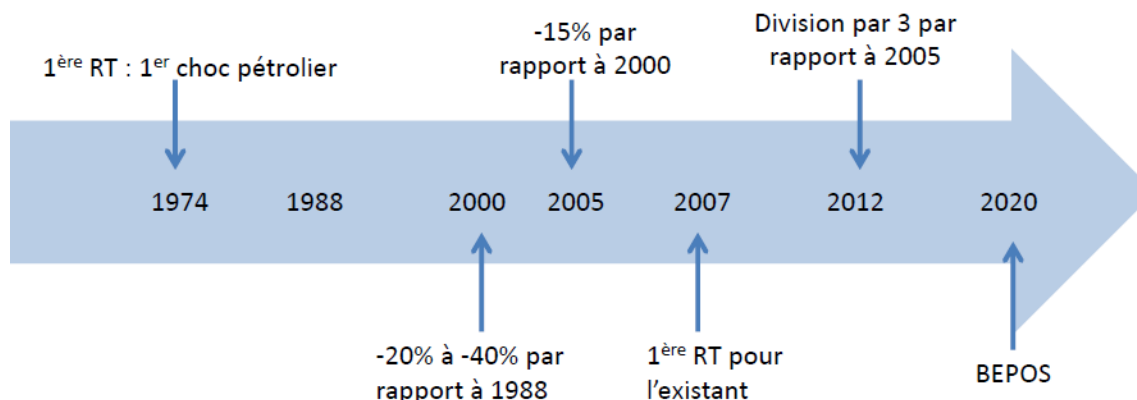 1ère RT : 1er choc pétrolier
-15% par
rapport à 2000
Division par 3 par
rapport à 2005
1974 1988 2000 2005 2007 2012 2020
-20% à -40% par
rapport à 1988
1ère RT pour
l’existant
BEPOS